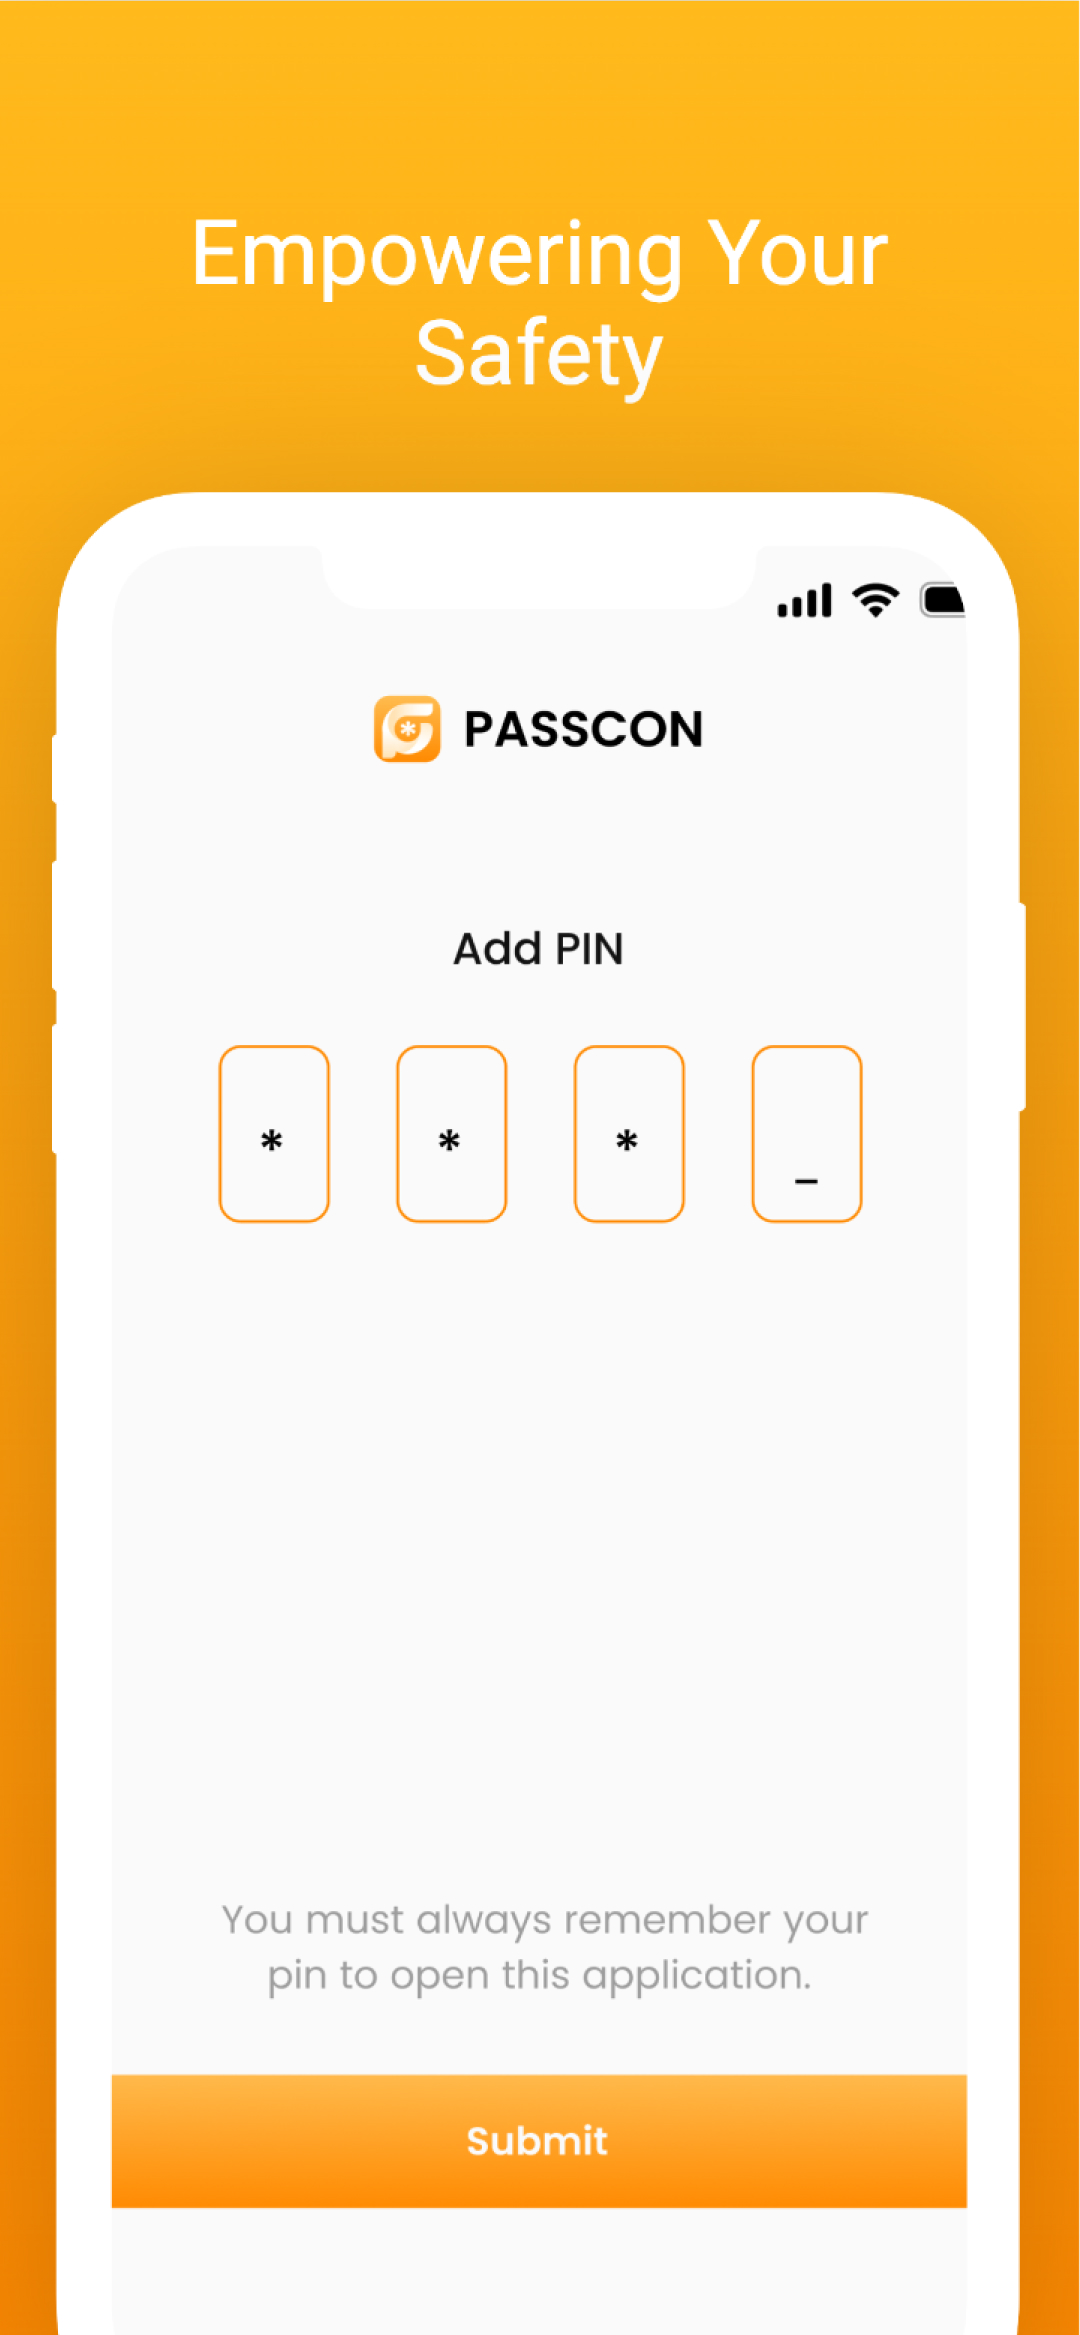 Empowering Your
Safety
PASSCON
Add PIN
* * * _
You must always remember your
pin to open this application.
Submit